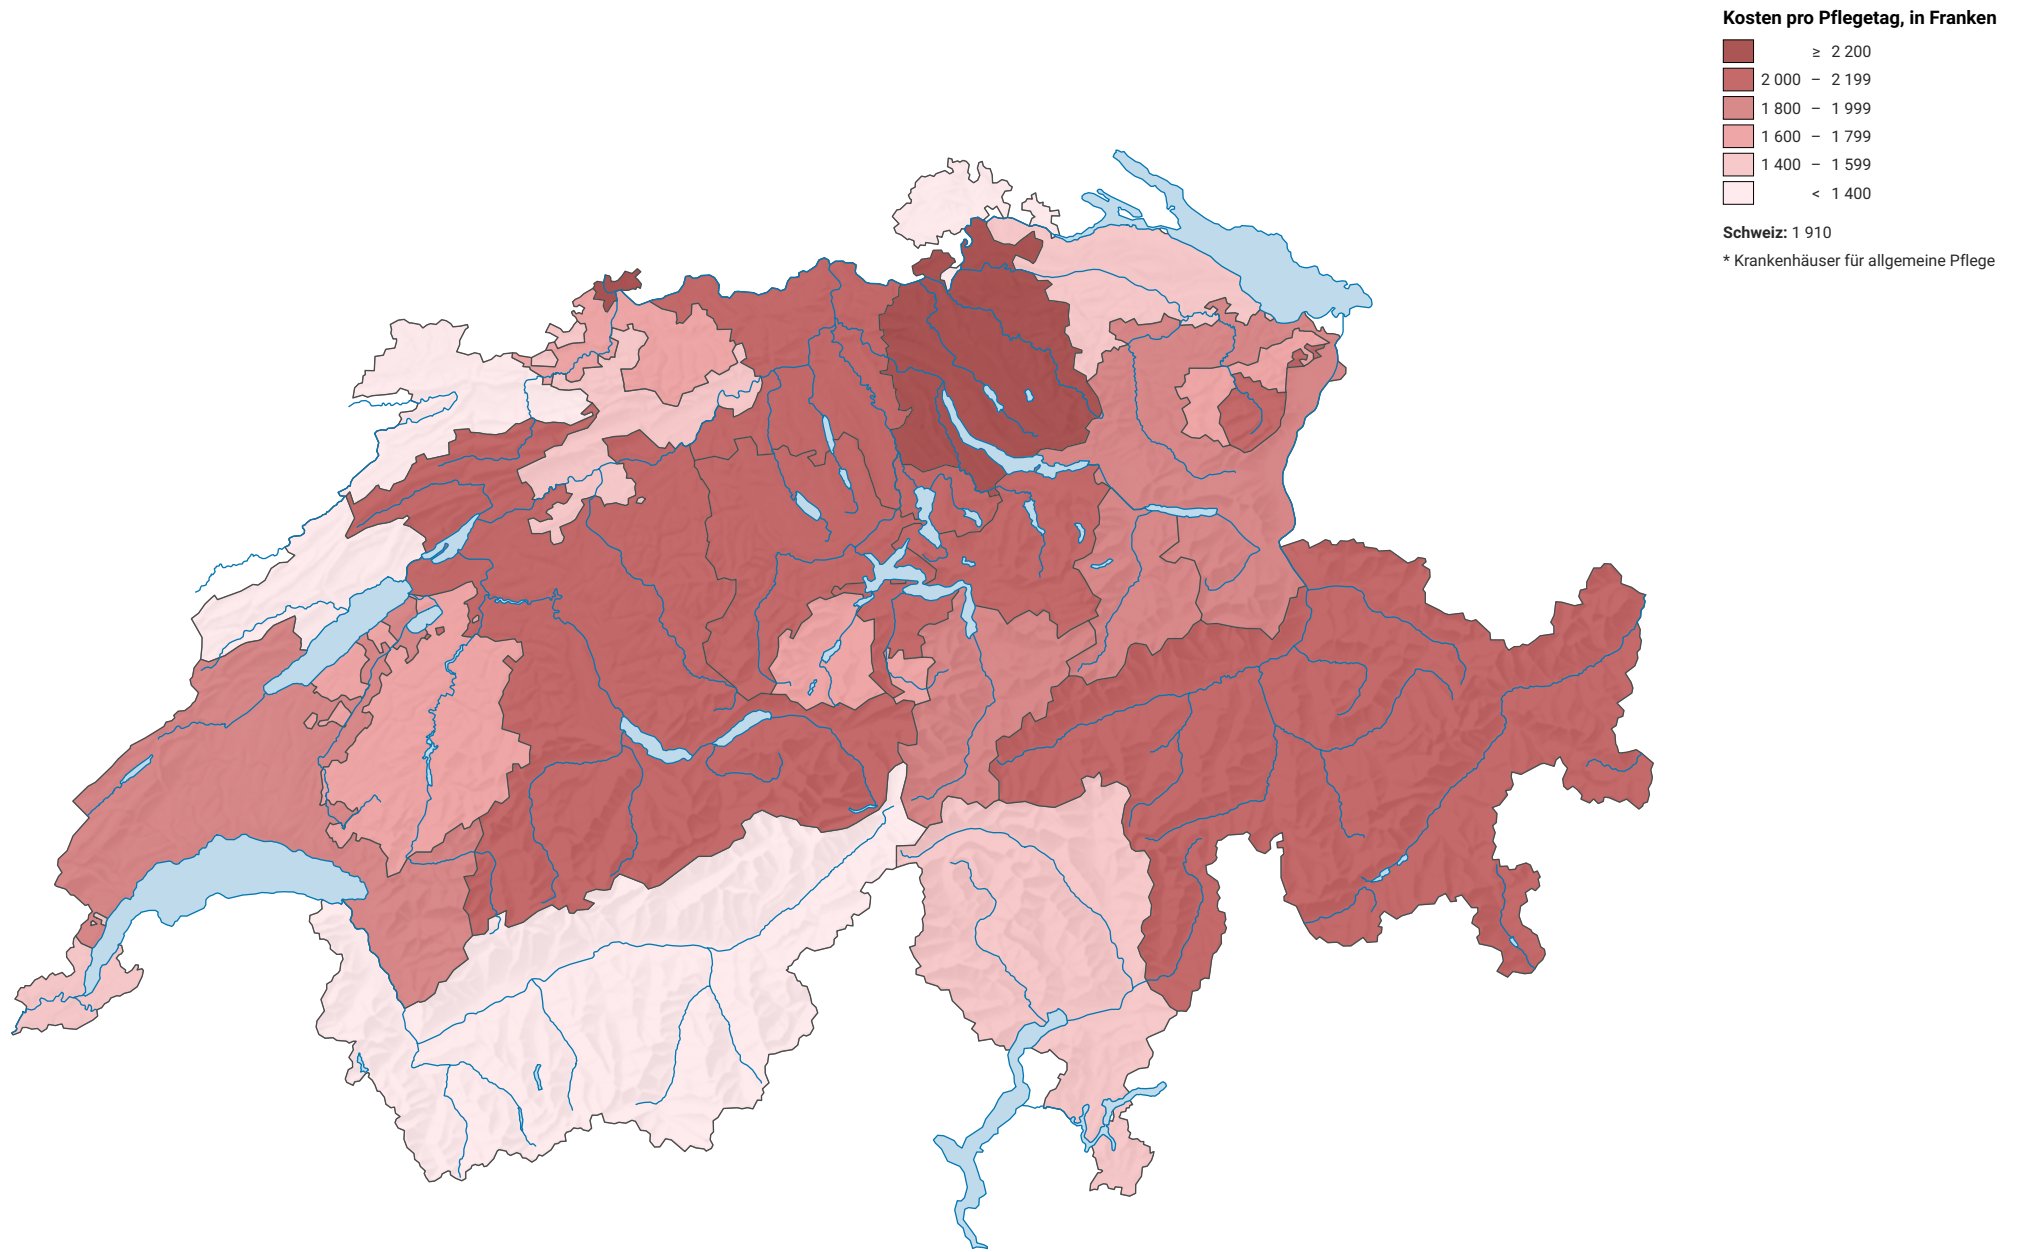 Kosten pro Pflegetag, in Franken
≥ 2 200
2 000 – 2 199
1 800 – 1 999
1 600 – 1 799
1 400 – 1 599
< 1 400
Schweiz: 1 910
* Krankenhäuser für allgemeine Pflege